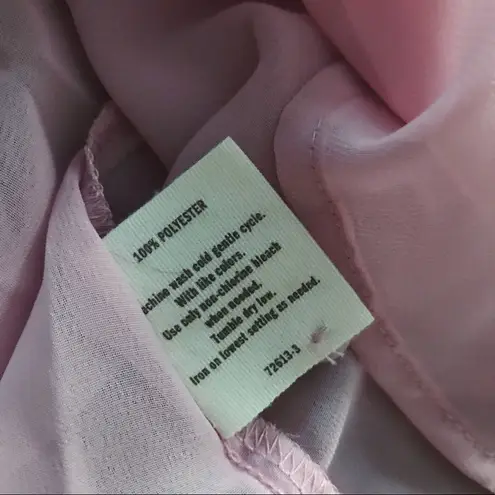 100% POLYESTER
achine wash cold gentle cycle.
With like colors.
Use only non-chlorine bleach
when needed.
Tumble dry low.
Iron on lowest setting as needed.
72613-3